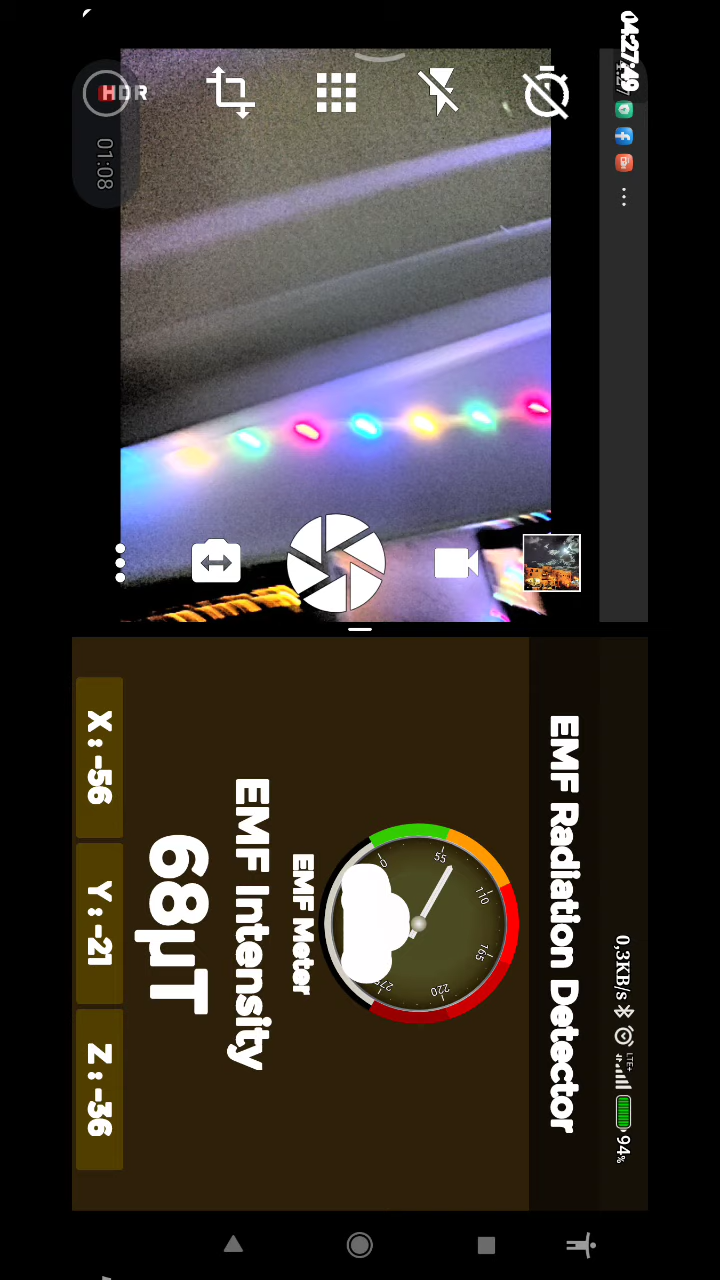 04:27:49
HDR
01:08
EMF Radiation Detector
0,3KB/s
LTE+
94%
0
55
110
165
220
EMF Meter
EMF Intensity
68µT
X : -56
Y : -21
Z : -36